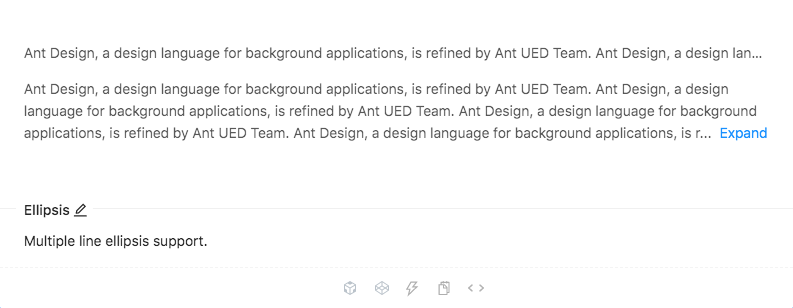 Ant Design, a design language for background applications, is refined by Ant UED Team. Ant Design, a design lan...
Ant Design, a design language for background applications, is refined by Ant UED Team. Ant Design, a design
language for background applications, is refined by Ant UED Team. Ant Design, a design language for background
applications, is refined by Ant UED Team. Ant Design, a design language for background applications, is r... Expand
Ellipsis
Multiple line ellipsis support.